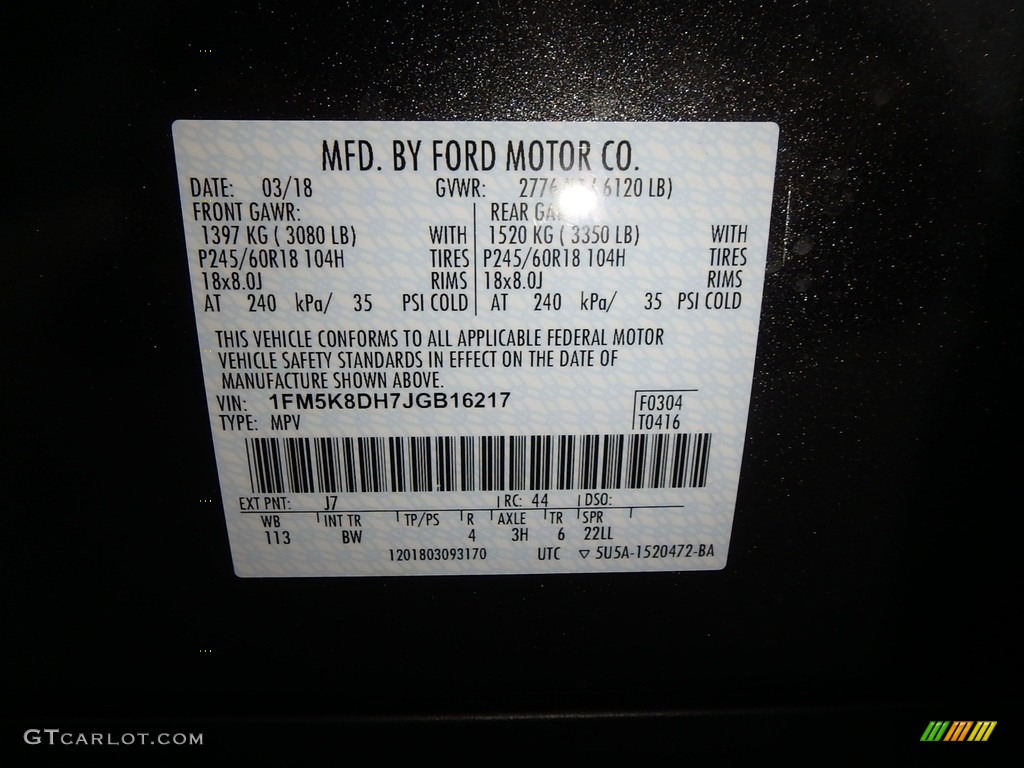 MFD. BY FORD MOTOR CO.
DATE: 03/18 GVWR: 2776 6120 LB)
FRONT GAWR: REAR
1397 KG ( 3080 LB) WITH 1520 KG ( 3350 LB) WITH
P245/60R18 104H TIRES P245/60R18 104H TIRES
18x8.0J RIMS 18x8.0J RIMS
AT 240 kPa/ 35 PSI COLD AT 240 kPa/ 35 PSI COLD
THIS VEHICLE CONFORMS TO ALL APPLICABLE FEDERAL MOTOR
VEHICLE SAFETY STANDARDS IN EFFECT ON THE DATE OF
MANUFACTURE SHOWN ABOVE.
VIN: 1FM5K8DH7JGB16217 F0304
TYPE: MPV T0416
EXT PNT: J7 RC: 44 DSO:
WB INT TR TP/PS R AXLE TR SPR
113 BW 4 3H 6 22LL
1201803093170 UTC ▽ 5U5A-1520472-BA
GTCARLOT.COM